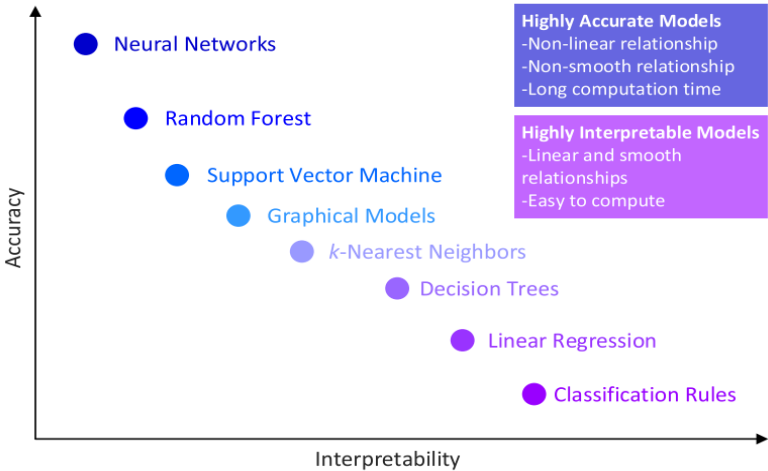 Neural Networks
Random Forest
Support Vector Machine
Graphical Models
k-Nearest Neighbors
Decision Trees
Linear Regression
Classification Rules
Highly Accurate Models
-Non-linear relationship
-Non-smooth relationship
-Long computation time
Highly Interpretable Models
-Linear and smooth
relationships
-Easy to compute
Accuracy
Interpretability